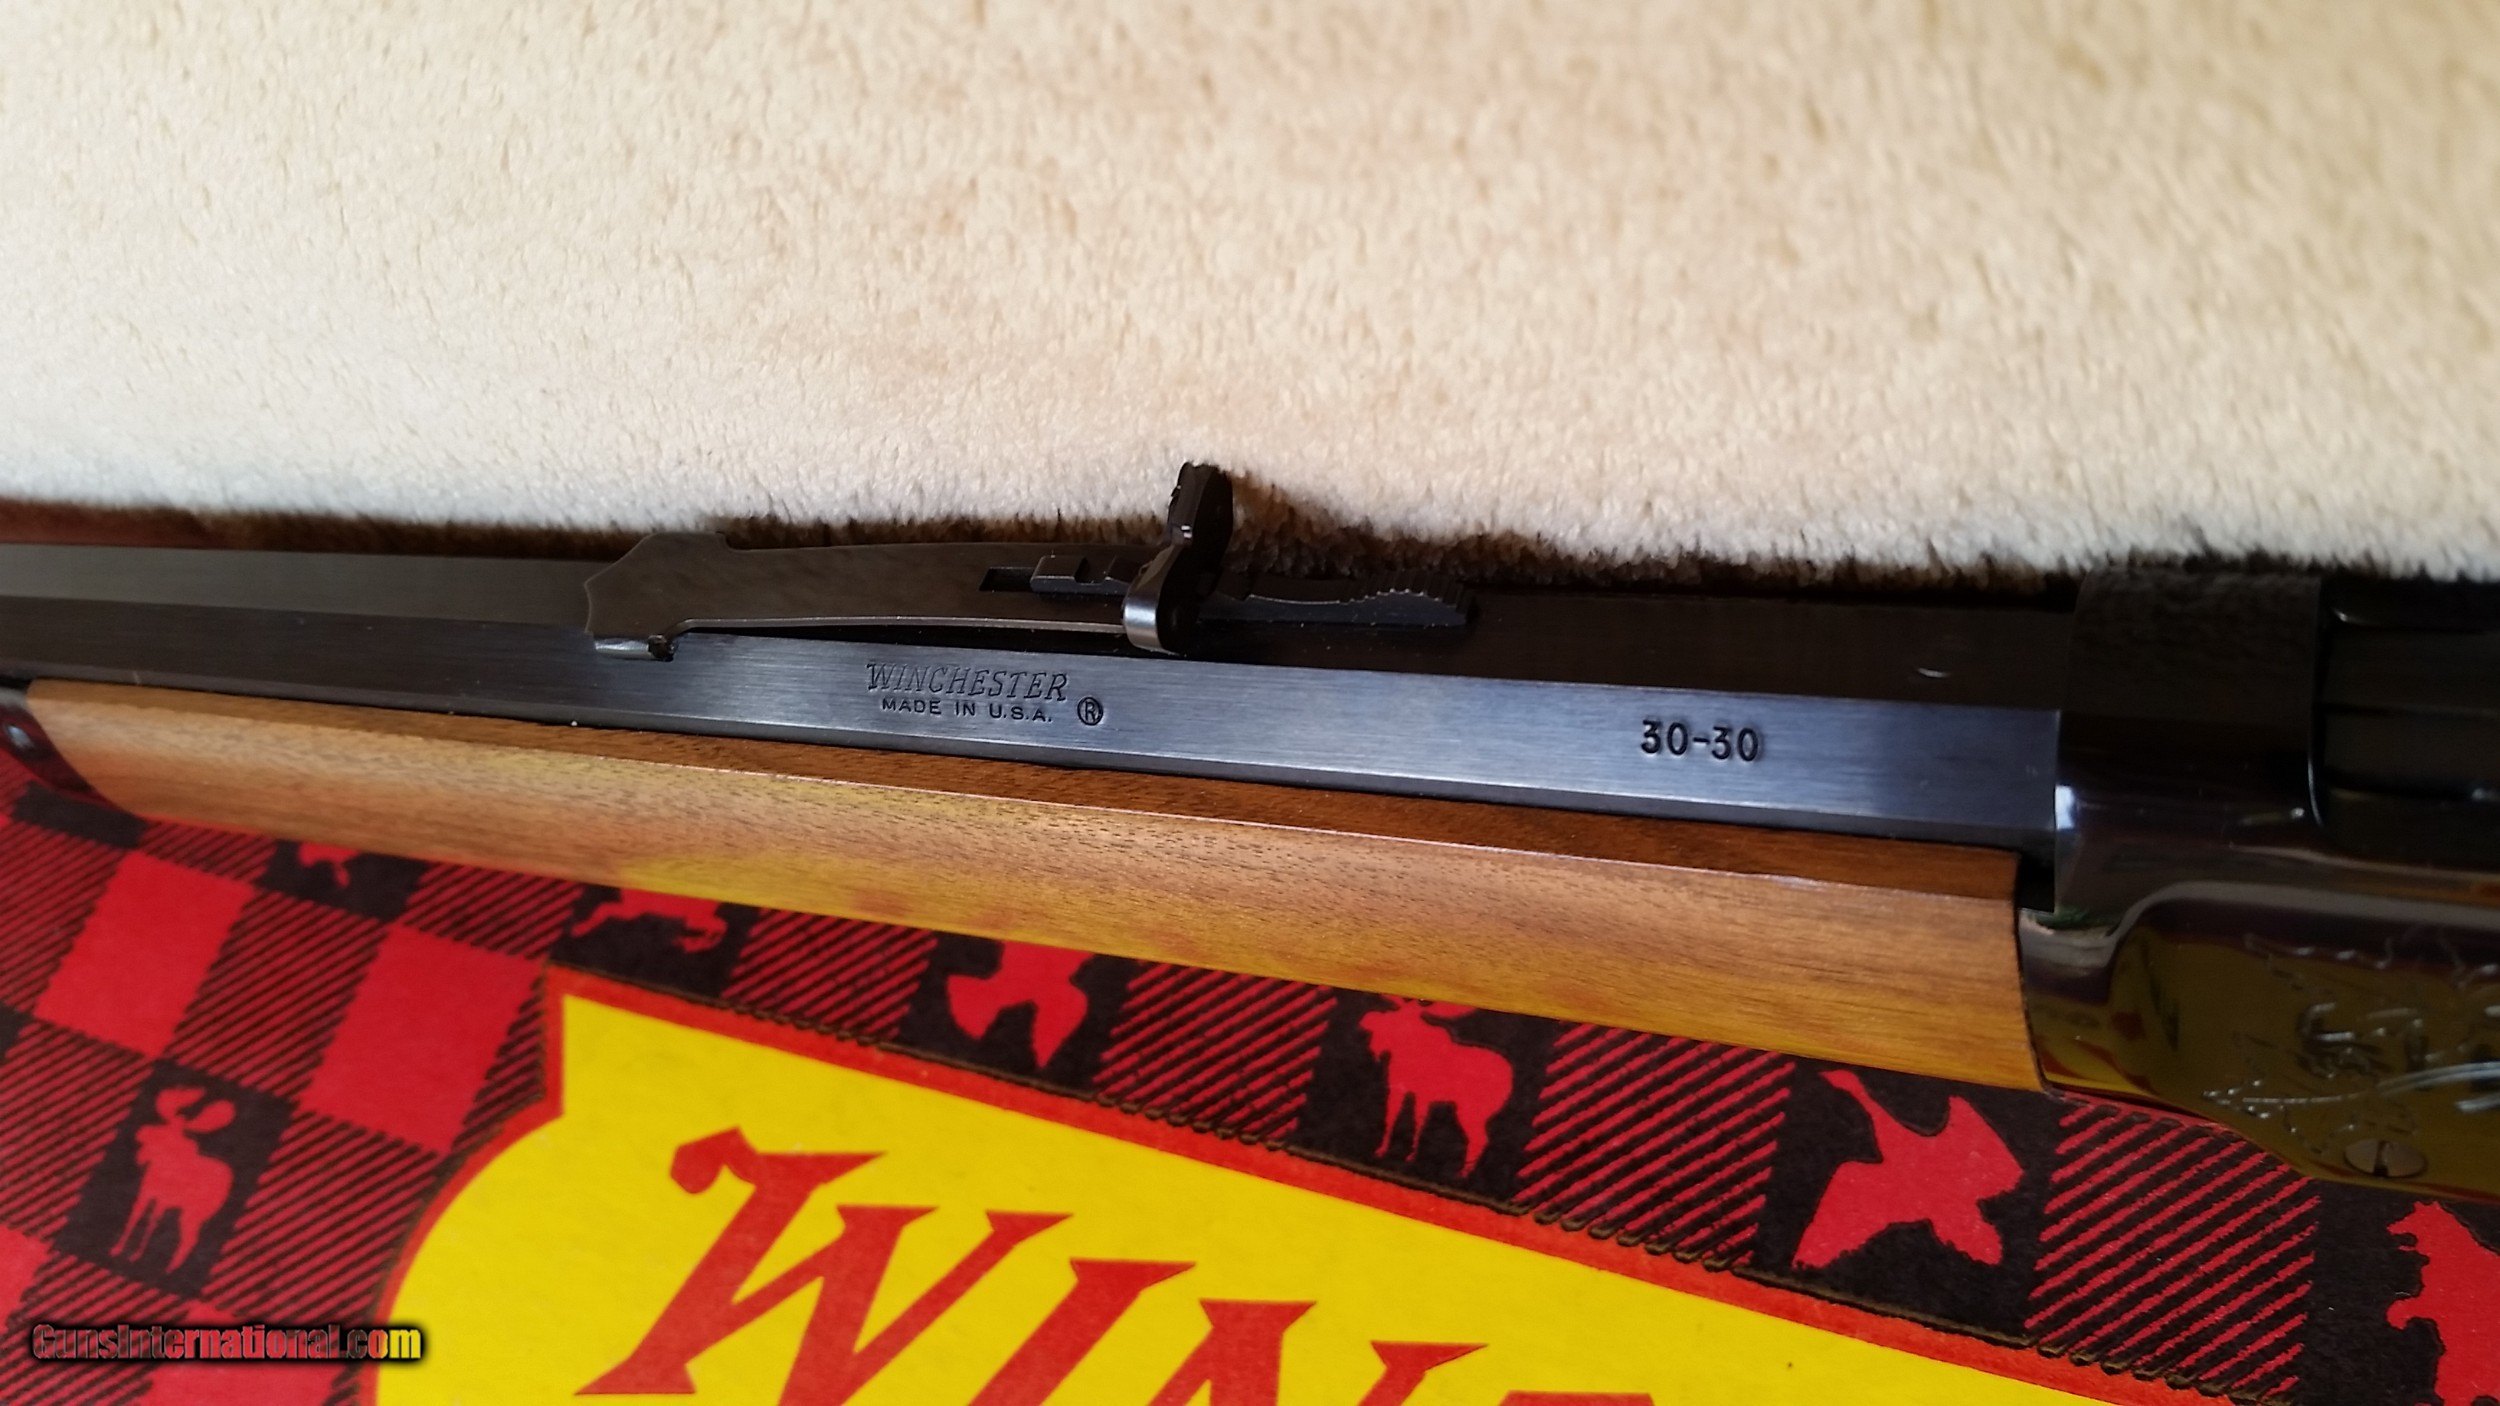 WINCHESTER
MADE IN U.S.A. ®
30-30
GunsInternational.com